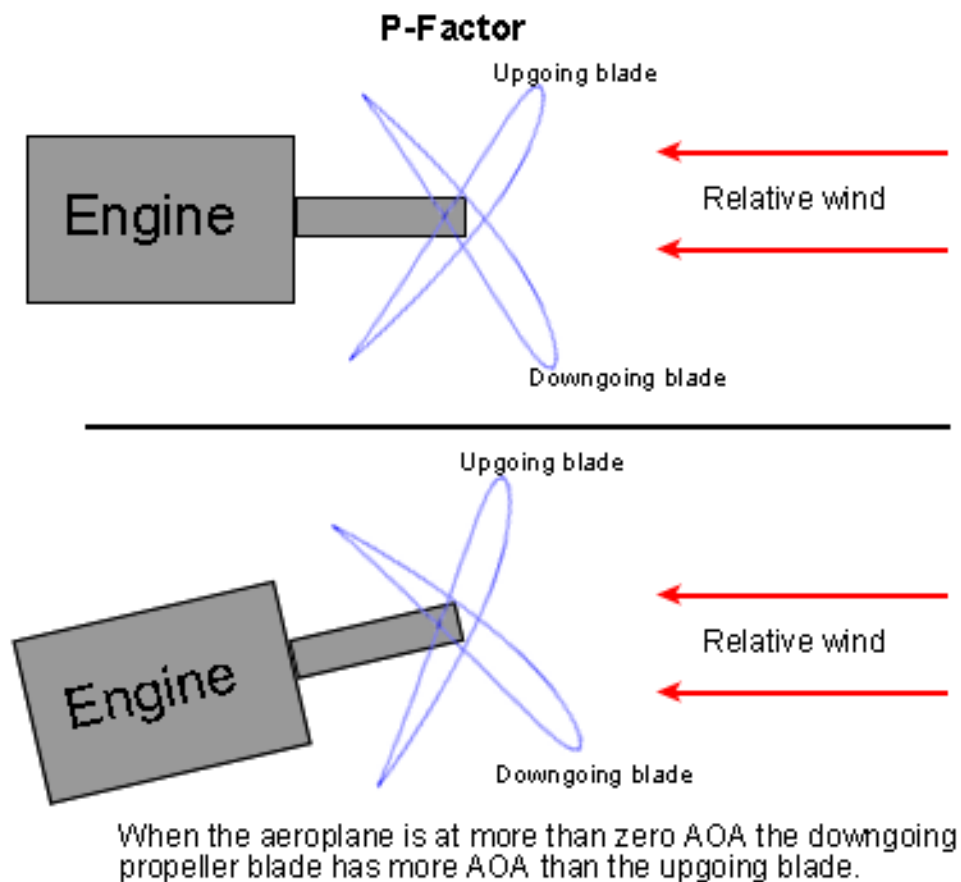 P-Factor
Upgoing blade
Engine
Relative wind
Downgoing blade
Upgoing blade
Engine
Relative wind
Downgoing blade
When the aeroplane is at more than zero AOA the downgoing
propeller blade has more AOA than the upgoing blade.